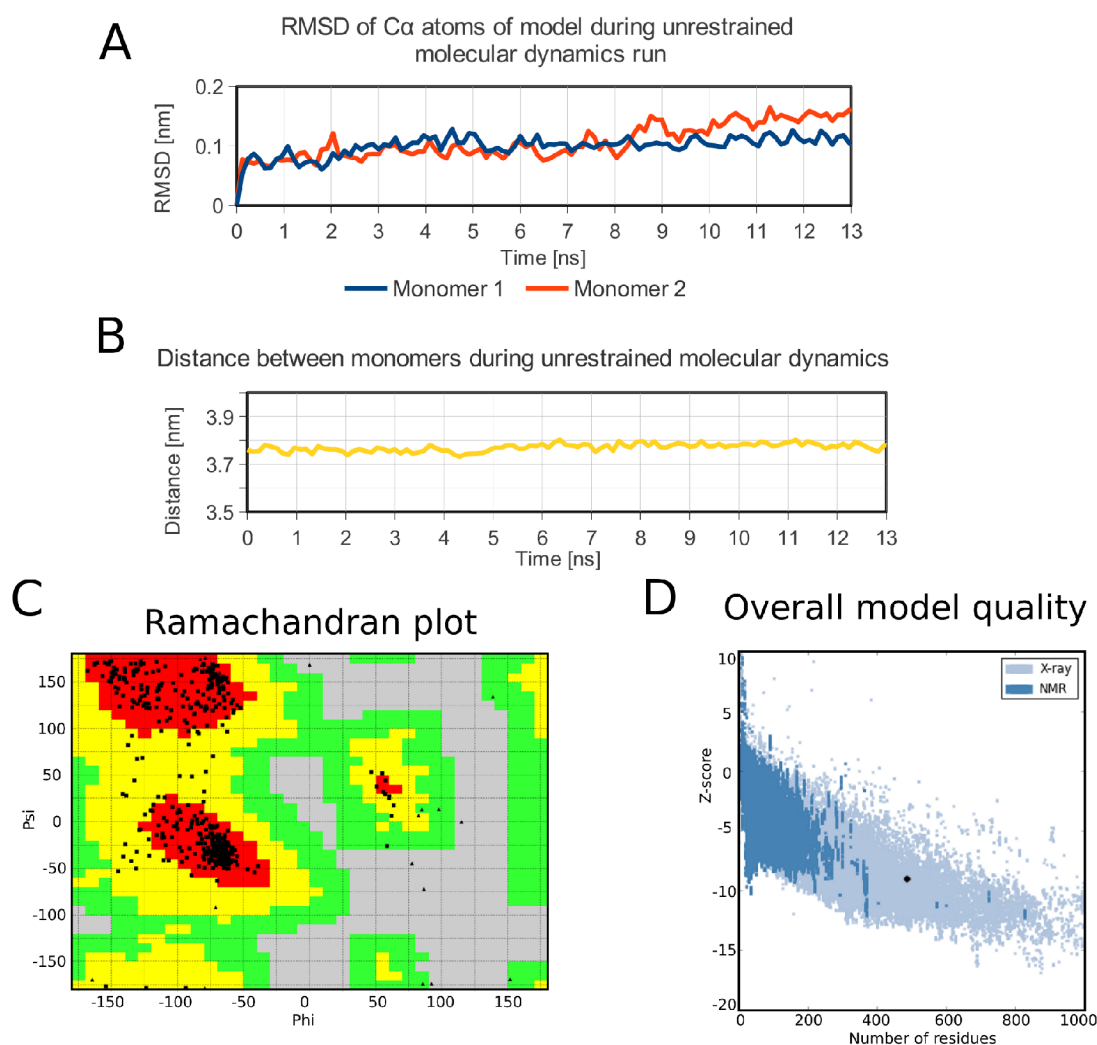 A
RMSD of Cα atoms of model during unrestrained
molecular dynamics run
RMSD [nm]
0.2
0.1
0
0 1 2 3 4 5 6 7 8 9 10 11 12 13
Time [ns]
Monomer 1 Monomer 2
B
Distance between monomers during unrestrained molecular dynamics
Distance [nm]
3.9
3.7
3.5
0 1 2 3 4 5 6 7 8 9 10 11 12 13
Time [ns]
C
Ramachandran plot
Psi
150
100
50
0
-50
-100
-150
-150 -100 -50 0 50 100 150
Phi
D
Overall model quality
X-ray
NMR
Z-score
10
5
0
-5
-10
-15
-20
0 200 400 600 800 1000
Number of residues